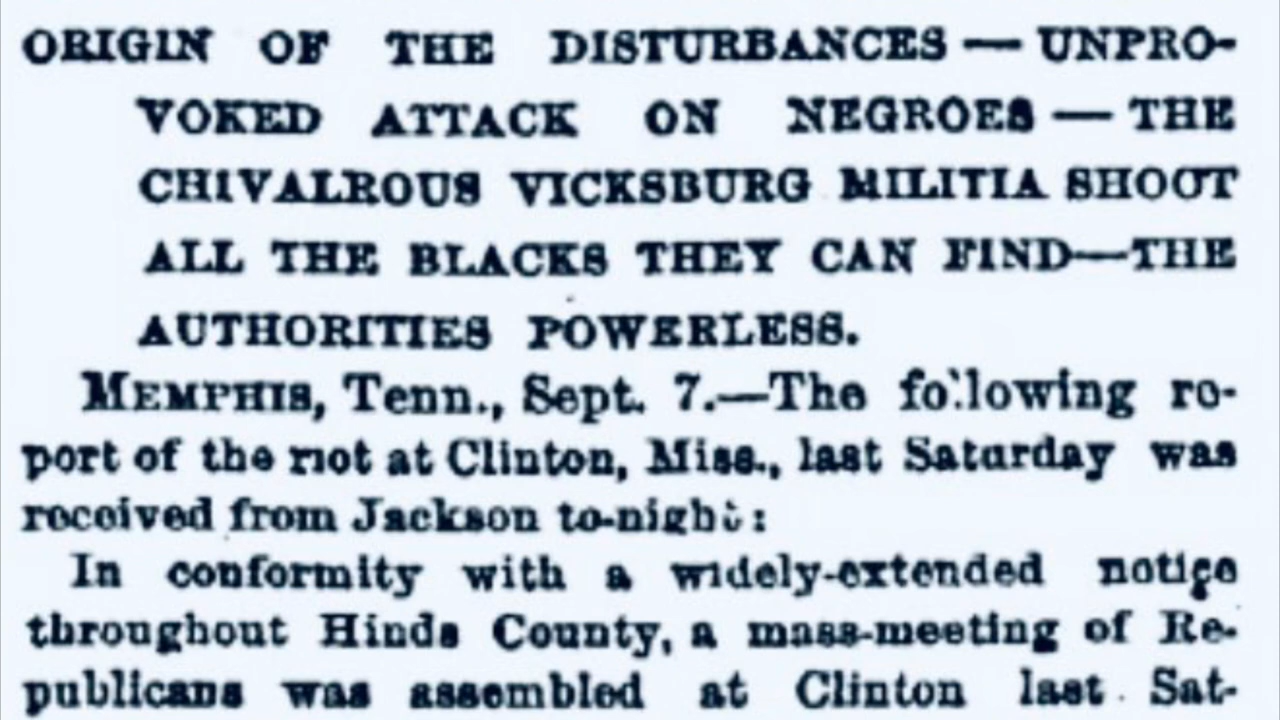 ORIGIN OF THE DISTURBANCES — UNPRO-
VOKED ATTACK ON NEGROES — THE
CHIVALROUS VICKSBURG MILITIA SHOOT
ALL THE BLACKS THEY CAN FIND—THE
AUTHORITIES POWERLESS.
MEMPHIS, Tenn., Sept. 7.—The following re-
port of the riot at Clinton, Miss., last Saturday was
received from Jackson to-night:
In conformity with a widely-extended notice
throughout Hinds County, a mass-meeting of Re-
publicans was assembled at Clinton last Sat-